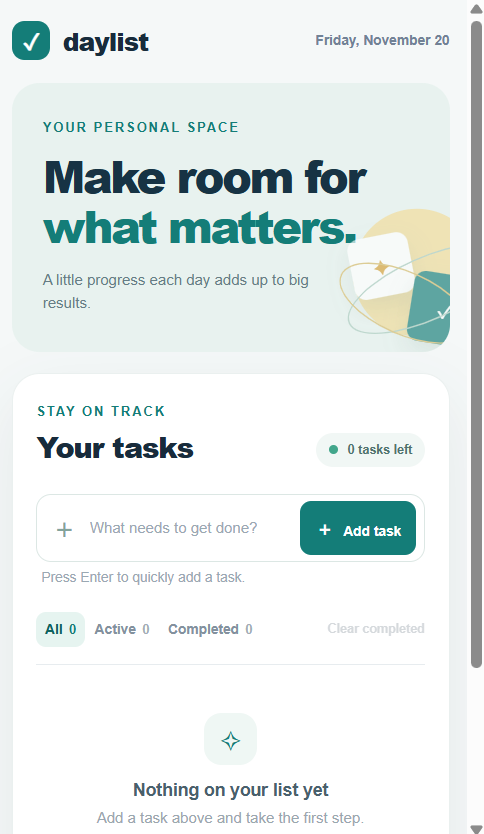 daylist
Friday, November 20
YOUR PERSONAL SPACE
Make room for
what matters.
A little progress each day adds up to big
results.
STAY ON TRACK
Your tasks
0 tasks left
What needs to get done?
+ Add task
Press Enter to quickly add a task.
All 0 Active 0 Completed 0 Clear completed
Nothing on your list yet
Add a task above and take the first step.